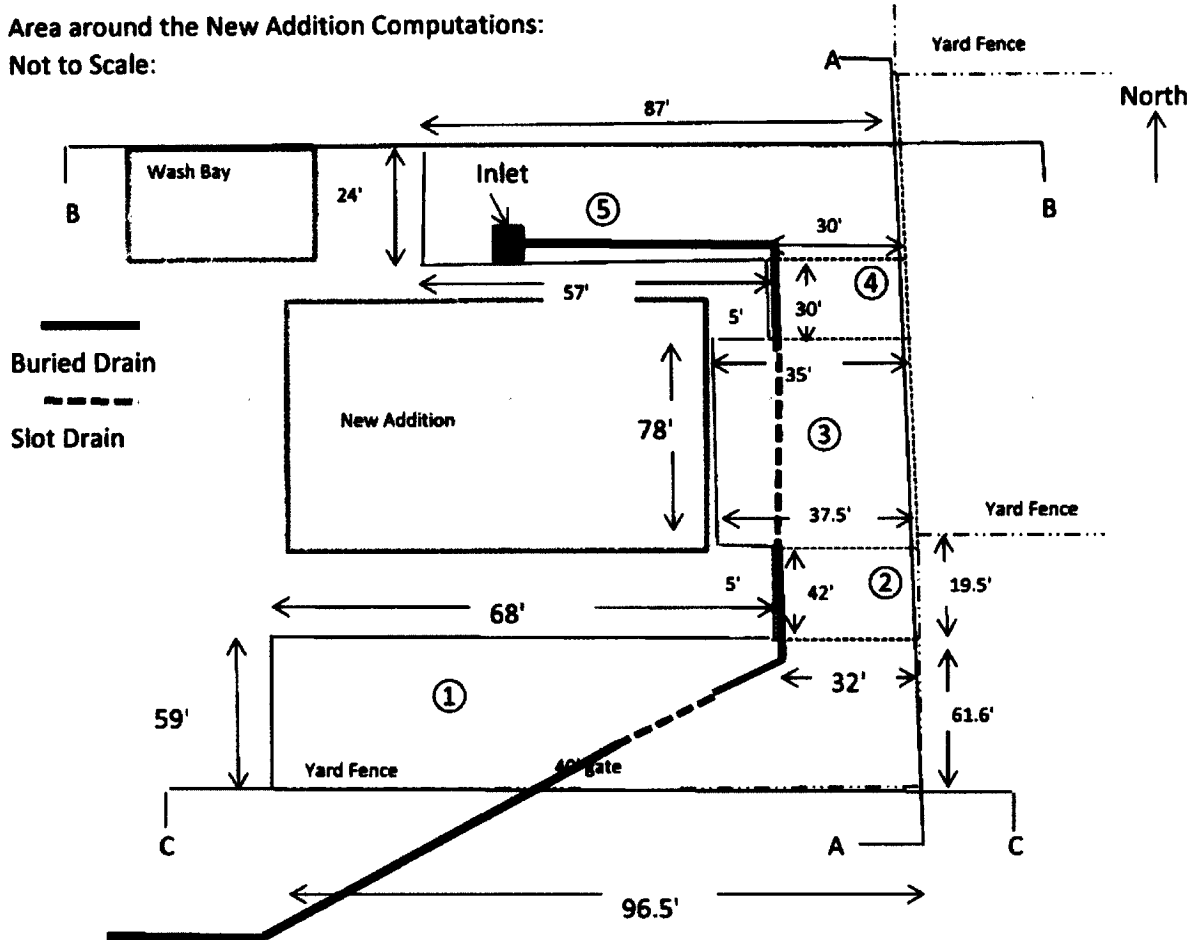 Area around the New Addition Computations:
Not to Scale:
Yard Fence
A
North
87'
Wash Bay
Inlet
24'
⑤
B
B
30'
④
57'
5'
30'
35'
Buried Drain
New Addition
78'
③
Slot Drain
37.5'
Yard Fence
5'
42'
②
19.5'
68'
32'
①
59'
61.6'
Yard Fence
40' gate
C
A
C
96.5'